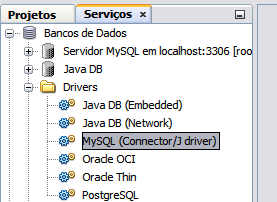 Projetos Serviços x
Bancos de Dados
Servidor MySQL em localhost:3306 [roo
Java DB
Drivers
Java DB (Embedded)
Java DB (Network)
MySQL (Connector/J driver)
Oracle OCI
Oracle Thin
PostgreSQL